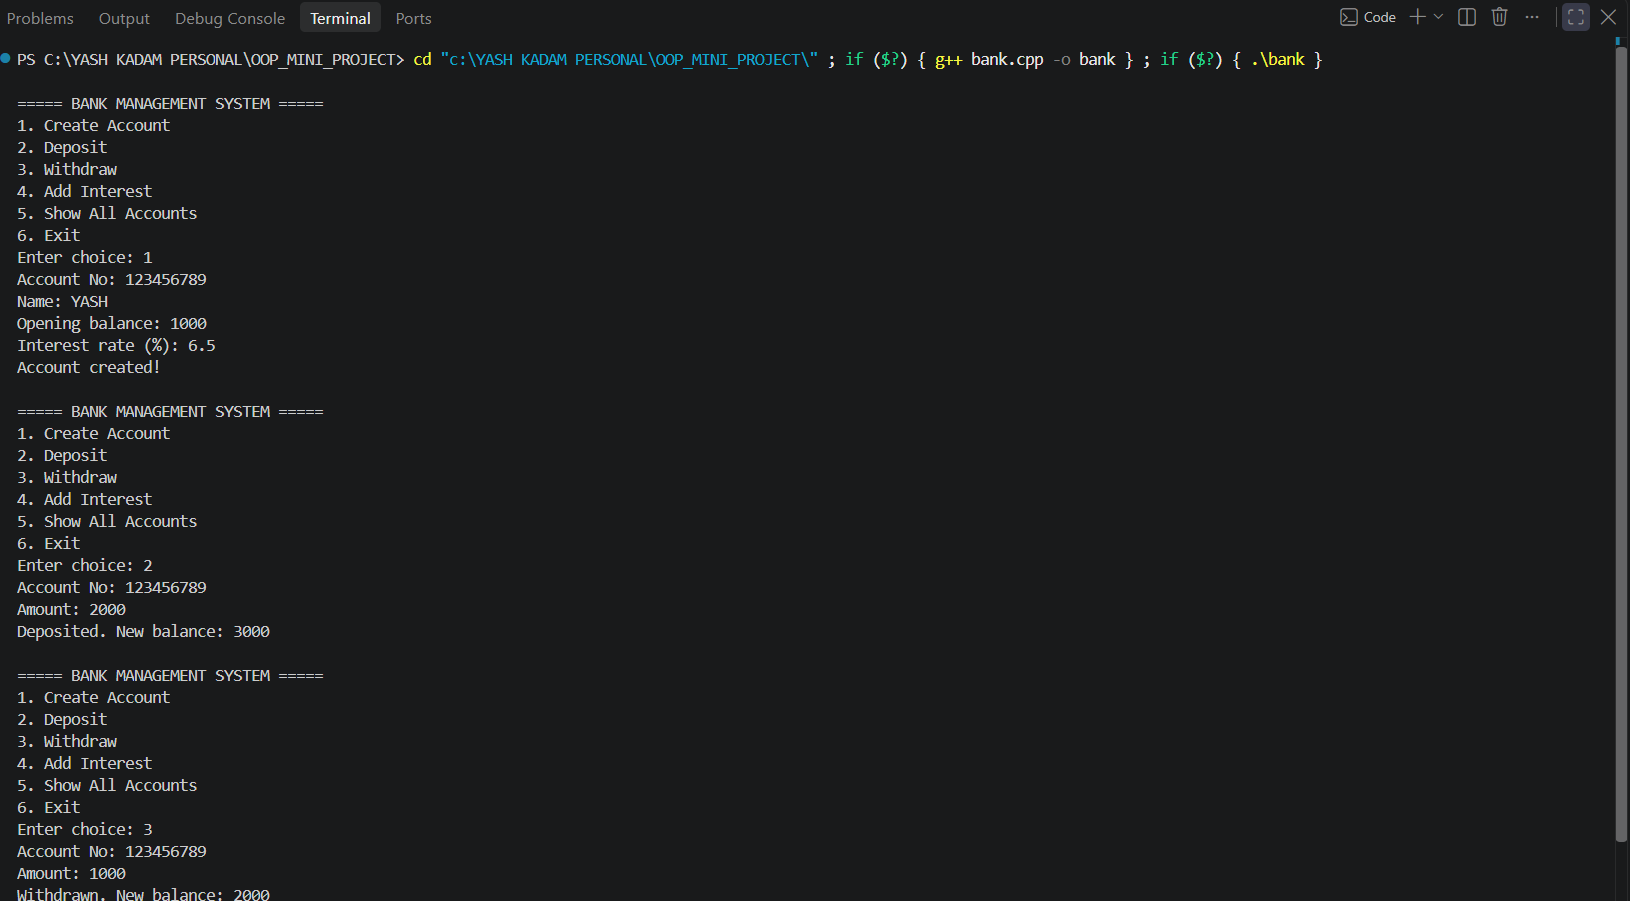 Problems Output Debug Console Terminal Ports Code
PS C:\YASH KADAM PERSONAL\OOP_MINI_PROJECT> cd "c:\YASH KADAM PERSONAL\OOP_MINI_PROJECT\" ; if ($?) { g++ bank.cpp -o bank } ; if ($?) { .\bank }
===== BANK MANAGEMENT SYSTEM =====
1. Create Account
2. Deposit
3. Withdraw
4. Add Interest
5. Show All Accounts
6. Exit
Enter choice: 1
Account No: 123456789
Name: YASH
Opening balance: 1000
Interest rate (%): 6.5
Account created!
===== BANK MANAGEMENT SYSTEM =====
1. Create Account
2. Deposit
3. Withdraw
4. Add Interest
5. Show All Accounts
6. Exit
Enter choice: 2
Account No: 123456789
Amount: 2000
Deposited. New balance: 3000
===== BANK MANAGEMENT SYSTEM =====
1. Create Account
2. Deposit
3. Withdraw
4. Add Interest
5. Show All Accounts
6. Exit
Enter choice: 3
Account No: 123456789
Amount: 1000
Withdrawn. New balance: 2000